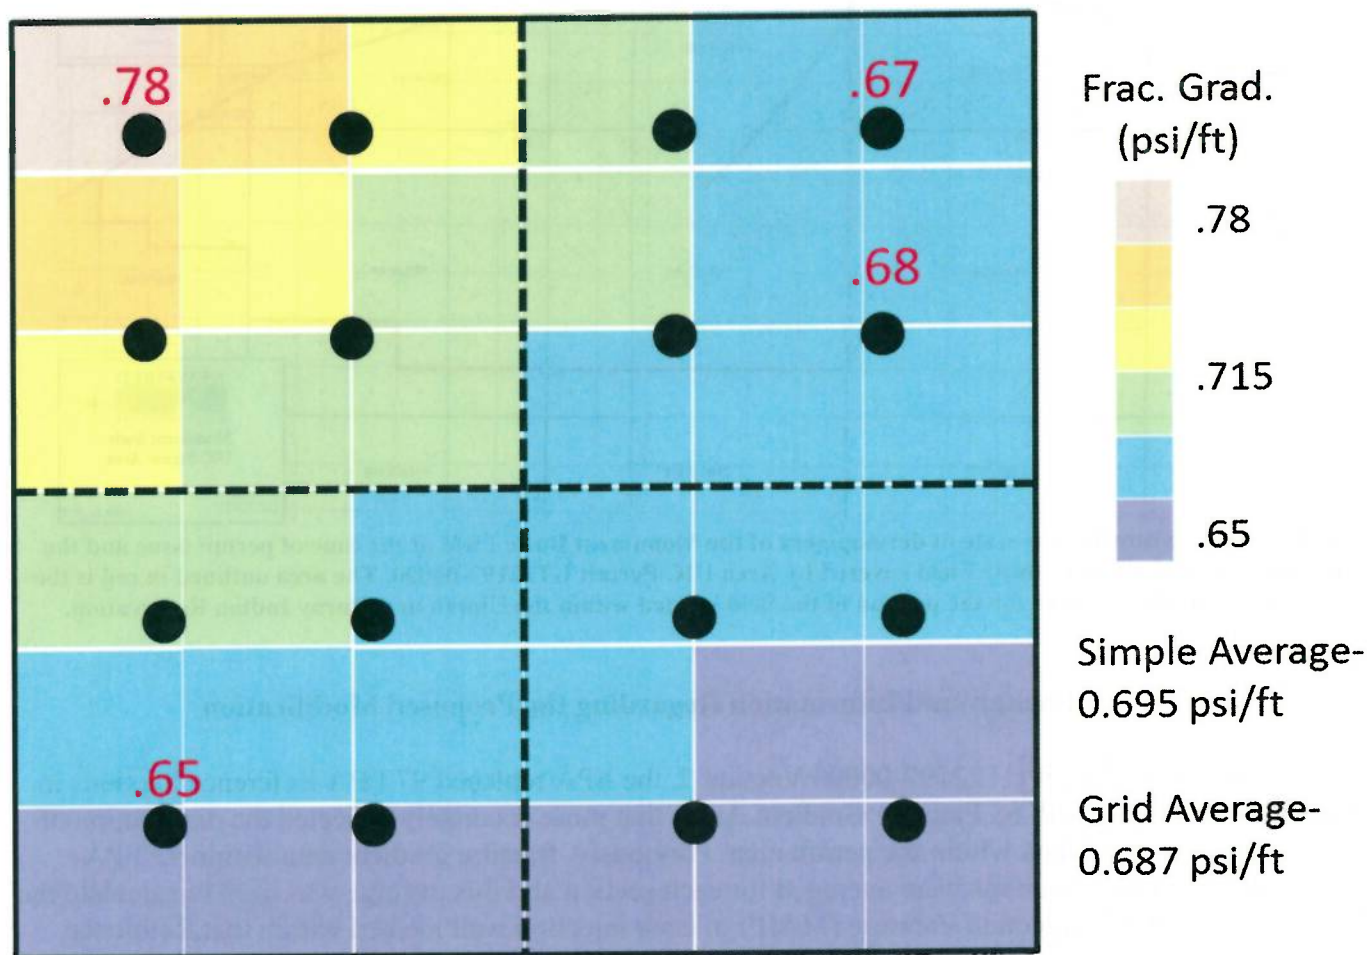 .78
.67
.68
.65
Frac. Grad.
(psi/ft)
.78
.715
.65
Simple Average-
0.695 psi/ft
Grid Average-
0.687 psi/ft